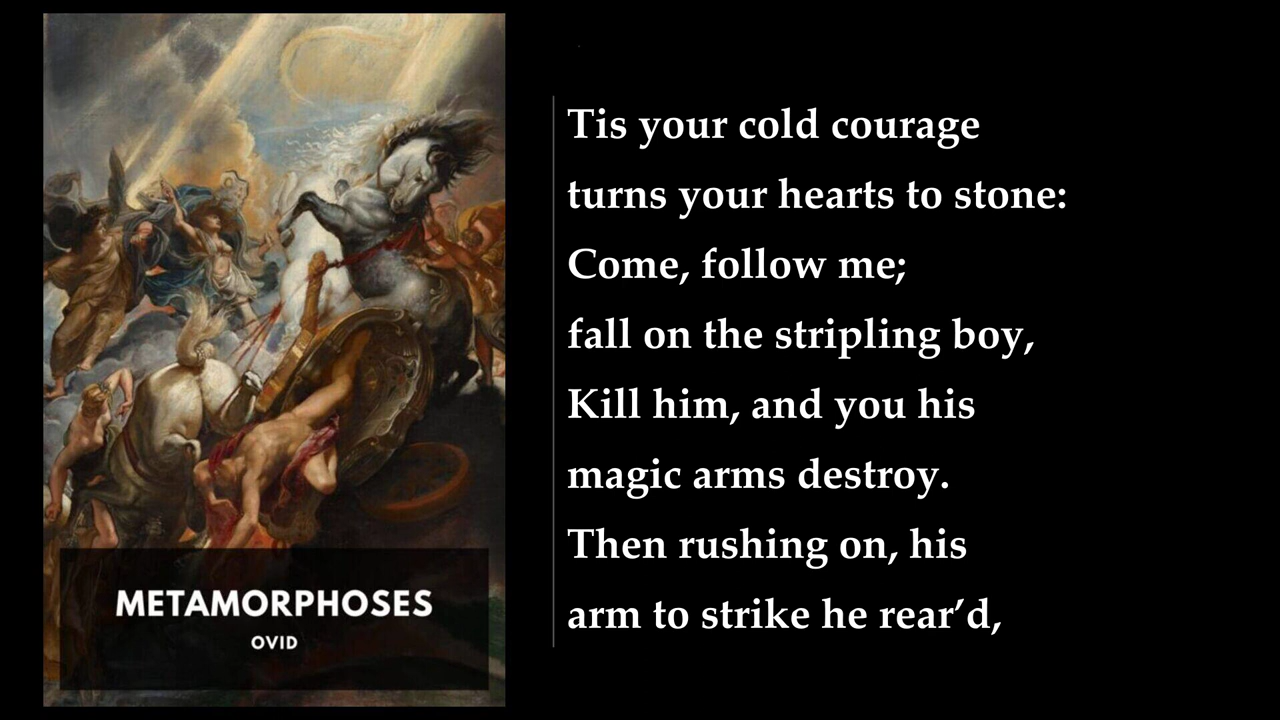 METAMORPHOSES
OVID
Tis your cold courage
turns your hearts to stone:
Come, follow me;
fall on the stripling boy,
Kill him, and you his
magic arms destroy.
Then rushing on, his
arm to strike he rear’d,